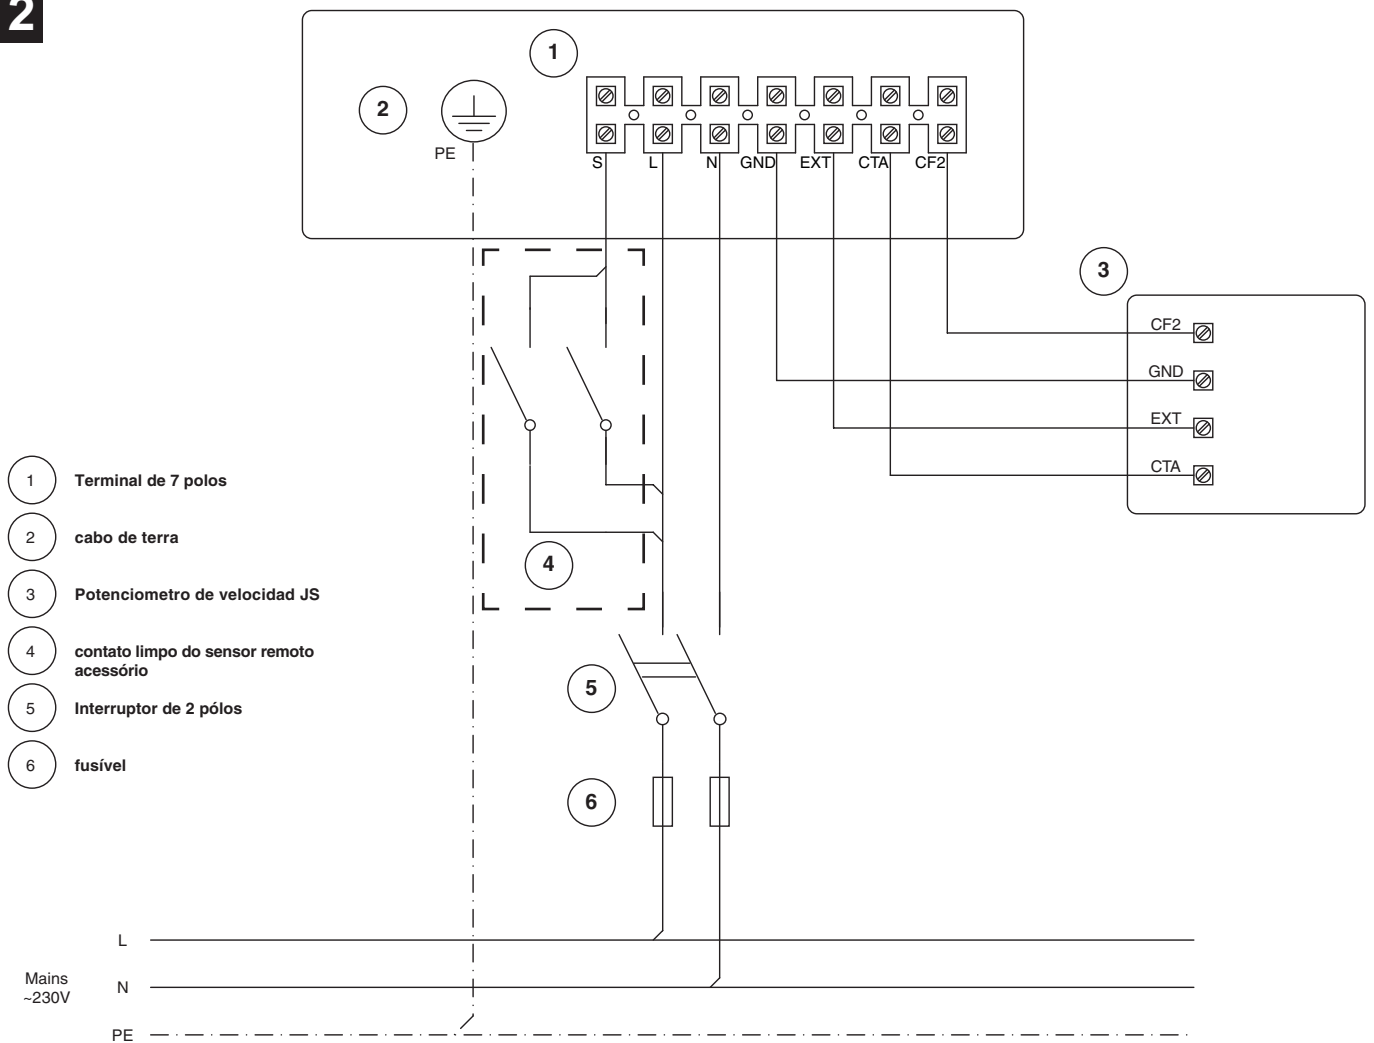 2
1
2
PE
S L N GND EXT CTA CF2
3
CF2
GND
EXT
CTA
1 Terminal de 7 polos
2 cabo de terra
3 Potenciometro de velocidad JS
4 contato limpo do sensor remoto
acessório
5 Interruptor de 2 pólos
6 fusível
4
5
6
L
Mains
~230V
N
PE